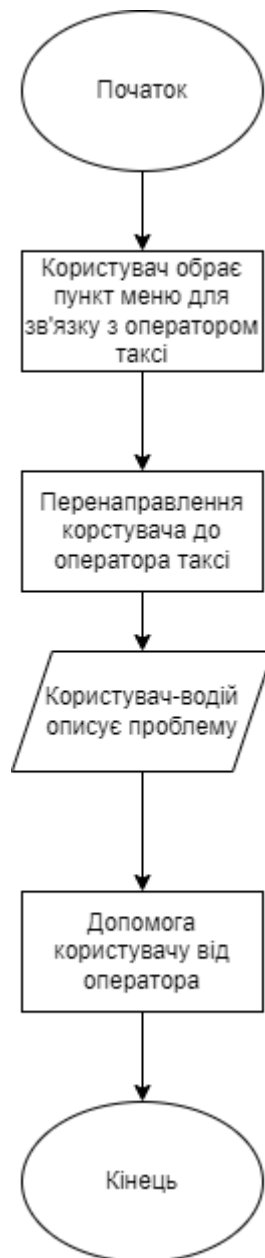 Початок
Користувач обрає
пункт меню для
зв'язку з оператором
таксі
Перенаправлення
корстувача до
оператора таксі
Користувач-водій
описує проблему
Допомога
користувачу від
оператора
Кінець